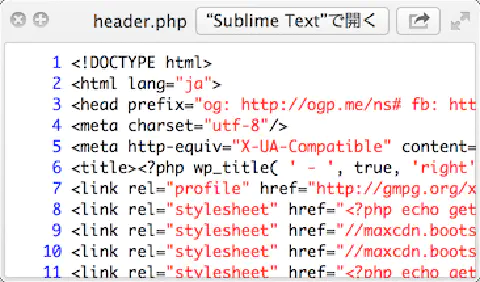 header.php "Sublime Text"で開く
1 <!DOCTYPE html>
2 <html lang="ja">
3 <head prefix="og: http://ogp.me/ns# fb: htt
4 <meta charset="utf-8"/>
5 <meta http-equiv="X-UA-Compatible" content=
6 <title><?php wp_title( ' - ', true, 'right'
7 <link rel="profile" href="http://gmpg.org/x
8 <link rel="stylesheet" href="<?php echo get
9 <link rel="stylesheet" href="//maxcdn.boots
10 <link rel="stylesheet" href="//maxcdn.boots
11 <link rel="stylesheet" href="<?php echo get